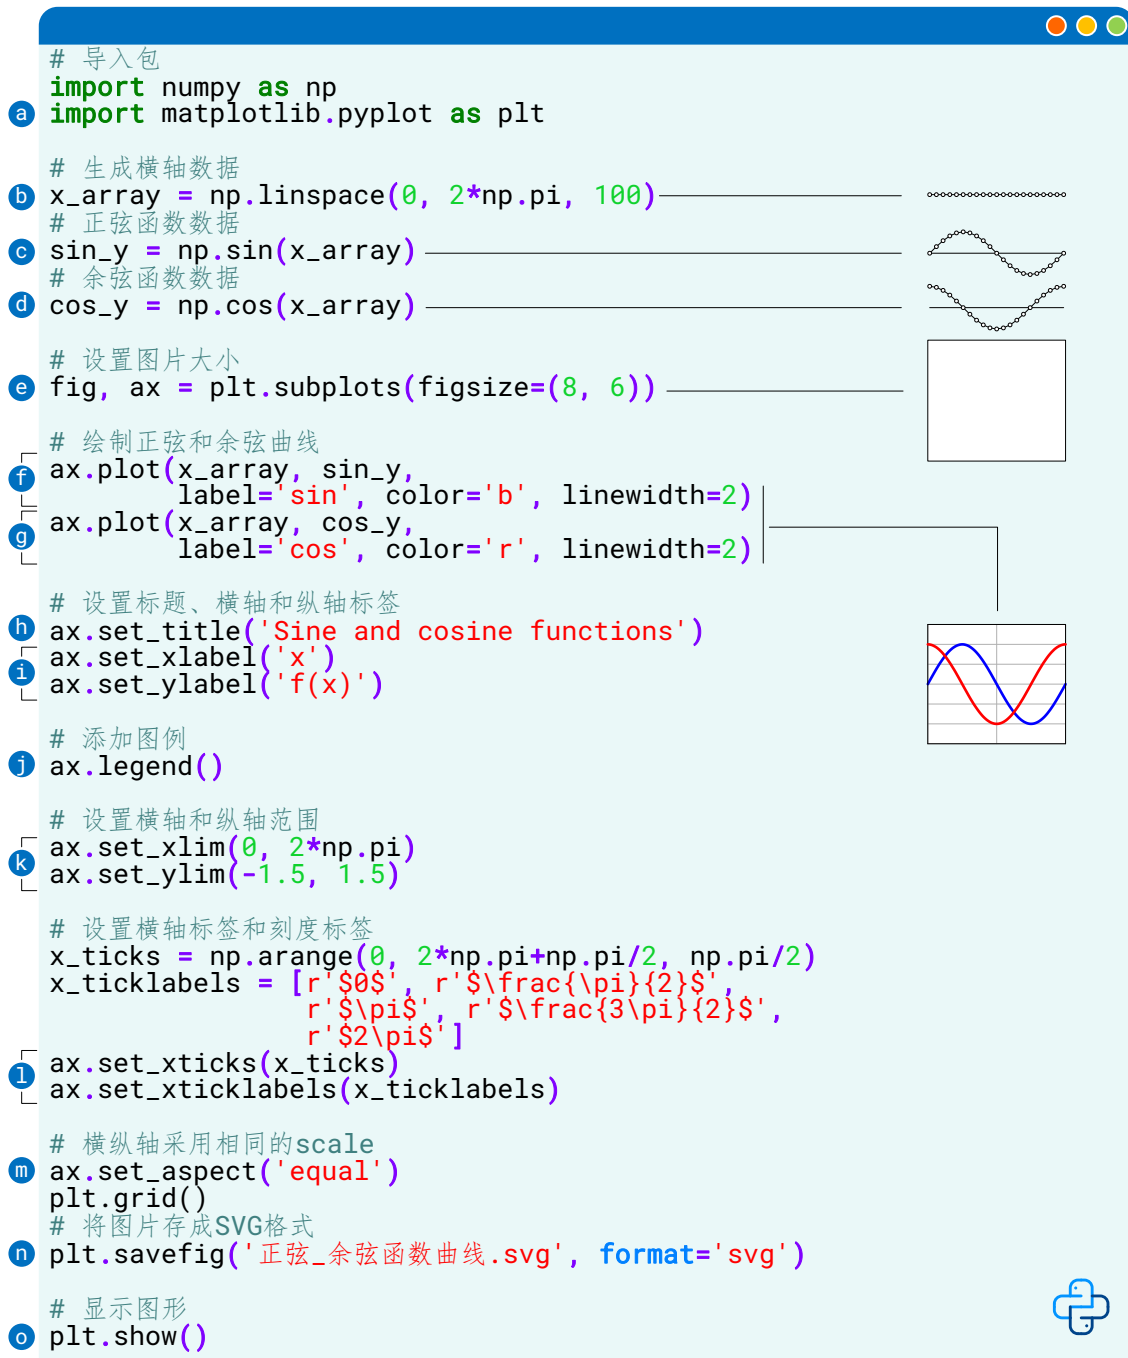 # 导入包
import numpy as np
a import matplotlib.pyplot as plt
# 生成横轴数据
b x_array = np.linspace(0, 2*np.pi, 100)
# 正弦函数数据
c sin_y = np.sin(x_array)
# 余弦函数数据
d cos_y = np.cos(x_array)
# 设置图片大小
e fig, ax = plt.subplots(figsize=(8, 6))
# 绘制正弦和余弦曲线
f ax.plot(x_array, sin_y,
label='sin', color='b', linewidth=2)
g ax.plot(x_array, cos_y,
label='cos', color='r', linewidth=2)
# 设置标题、横轴和纵轴标签
h ax.set_title('Sine and cosine functions')
i ax.set_xlabel('x')
ax.set_ylabel('f(x)')
# 添加图例
j ax.legend()
# 设置横轴和纵轴范围
k ax.set_xlim(0, 2*np.pi)
ax.set_ylim(-1.5, 1.5)
# 设置横轴标签和刻度标签
x_ticks = np.arange(0, 2*np.pi+np.pi/2, np.pi/2)
x_ticklabels = [r'$0$', r'$\frac{\pi}{2}$',
r'$\pi$', r'$\frac{3\pi}{2}$',
r'$2\pi$']
l ax.set_xticks(x_ticks)
ax.set_xticklabels(x_ticklabels)
# 横纵轴采用相同的scale
m ax.set_aspect('equal')
plt.grid()
# 将图片存成SVG格式
n plt.savefig('正弦_余弦函数曲线.svg', format='svg')
# 显示图形
o plt.show()